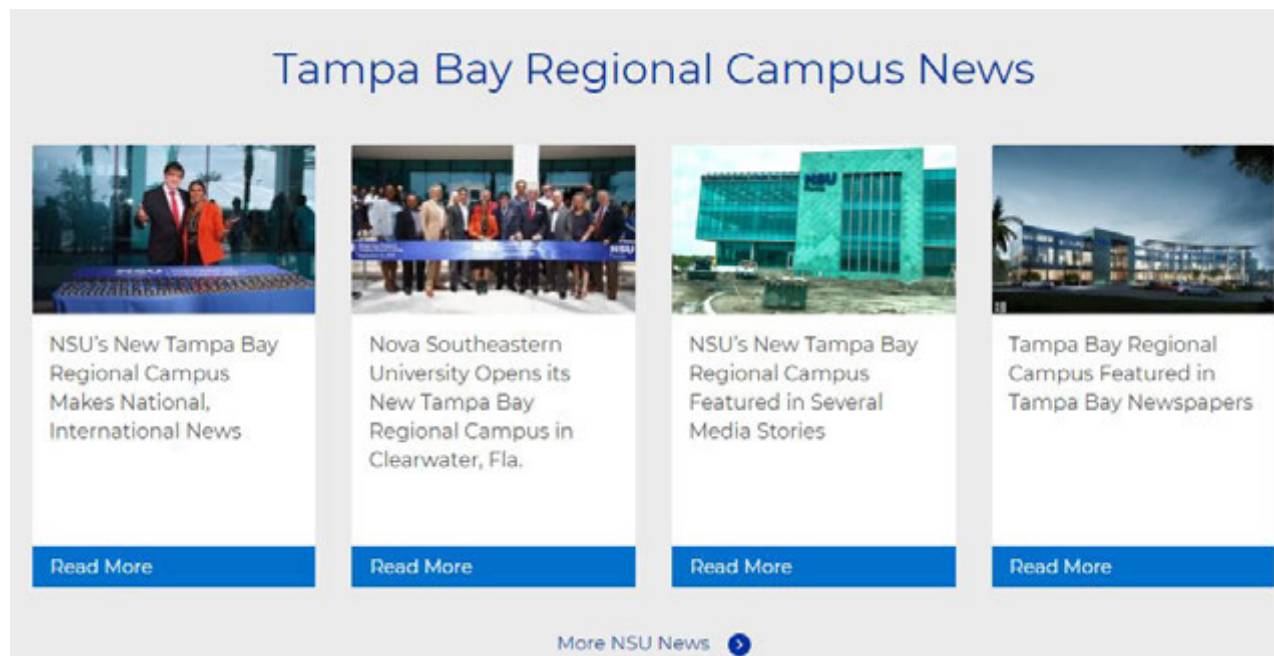 Tampa Bay Regional Campus News
NSU
NSU
NSU
NSU's New Tampa Bay
Regional Campus
Makes National,
International News
Nova Southeastern
University Opens its
New Tampa Bay
Regional Campus in
Clearwater, Fla.
NSU's New Tampa Bay
Regional Campus
Featured in Several
Media Stories
Tampa Bay Regional
Campus Featured in
Tampa Bay Newspapers
Read More
Read More
Read More
Read More
More NSU News